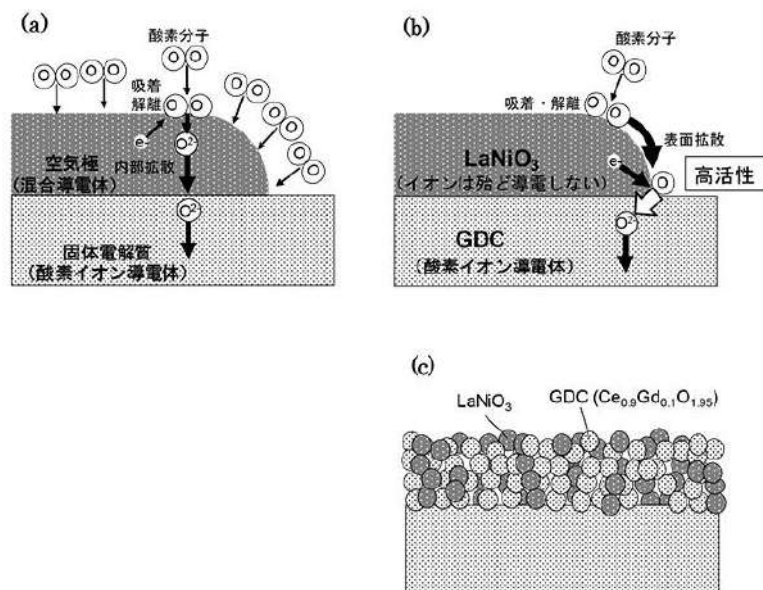 (a)
酸素分子
吸着
解離
e-
O²⁻
空気極
(混合導電体)
内部拡散
O²⁻
固体電解質
(酸素イオン導電体)
(b)
酸素分子
吸着・解離
表面拡散
e-
LaNiO₃
(イオンは殆ど導電しない)
高活性
O²⁻
GDC
(酸素イオン導電体)
(c)
LaNiO₃
GDC (Ce₀.₉Gd₀.₁O₁.₉₅)